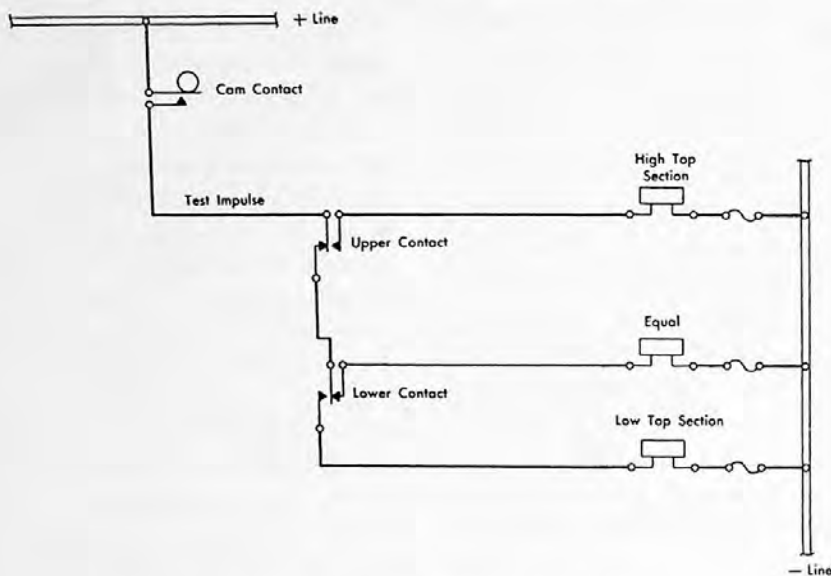 + Line
Cam Contact
High Top
Section
Test Impulse
Upper Contact
Equal
Lower Contact
Low Top Section
— Line